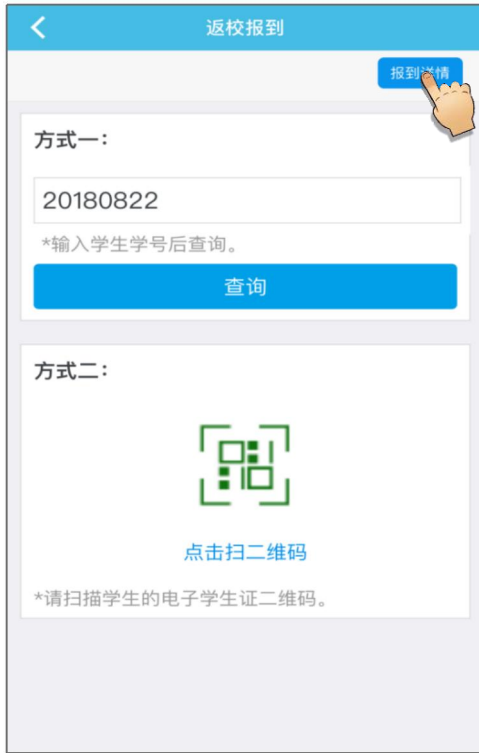 返校报到
报到详情
方式一：
20180822
*输入学生学号后查询。
查询
方式二：
点击扫二维码
*请扫描学生的电子学生证二维码。